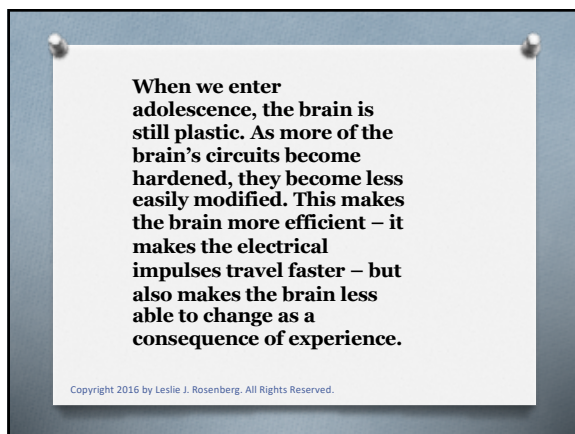 When we enter
adolescence, the brain is
still plastic. As more of the
brain’s circuits become
hardened, they become less
easily modified. This makes
the brain more efficient – it
makes the electrical
impulses travel faster – but
also makes the brain less
able to change as a
consequence of experience.
Copyright 2016 by Leslie J. Rosenberg. All Rights Reserved.